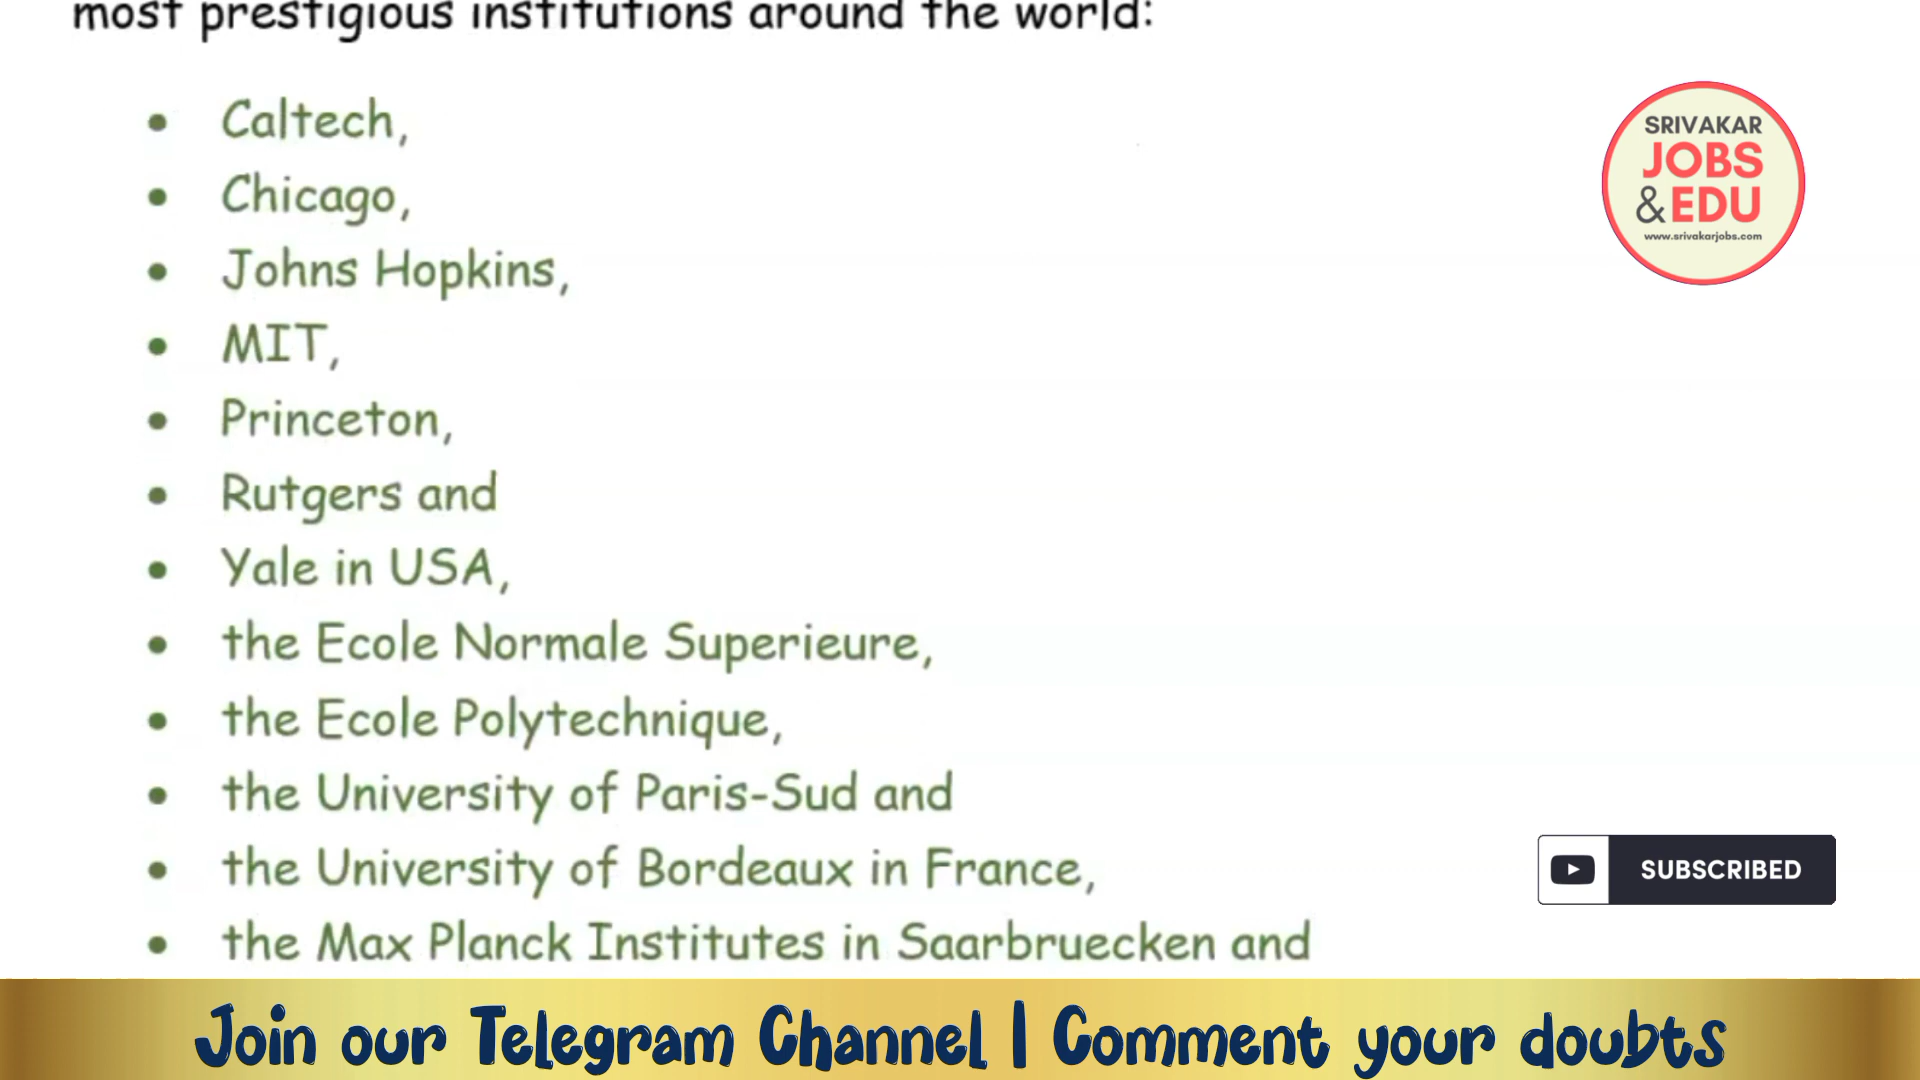 most prestigious institutions around the world:
• Caltech,
• Chicago,
• Johns Hopkins,
• MIT,
• Princeton,
• Rutgers and
• Yale in USA,
• the Ecole Normale Superieure,
• the Ecole Polytechnique,
• the University of Paris-Sud and
• the University of Bordeaux in France,
• the Max Planck Institutes in Saarbruecken and
SRIVAKAR
JOBS
& EDU
www.srivakarjobs.com
SUBSCRIBED
Join our Telegram Channel | Comment your doubts